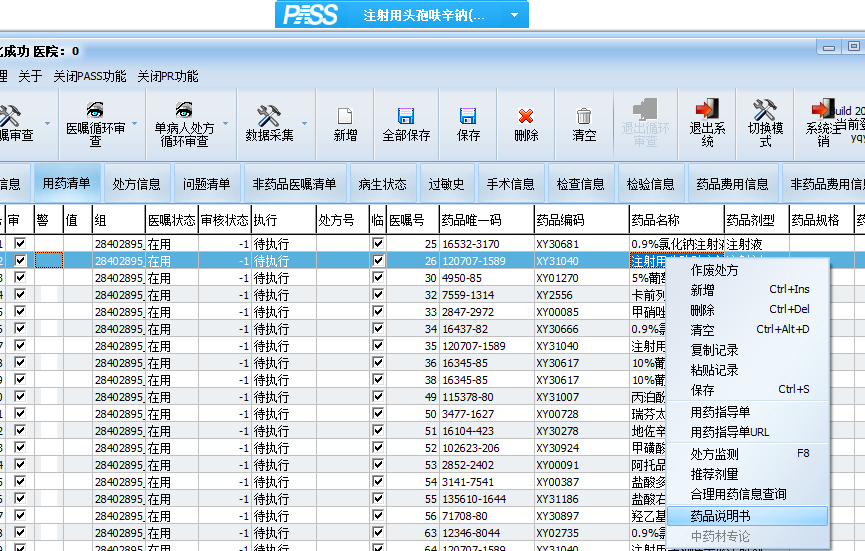 PASS 注射用头孢呋辛钠(...
化成功 医院：0
理 关于 关闭PASS功能 关闭PR功能
嘱审查 医嘱循环审查 单病人处方循环审查 数据采集 新增 全部保存 保存 删除 清空 退出循环审查 退出系统 切换模式 系统注销
uild 20
当前登
yqy
信息 用药清单 处方信息 问题清单 非药品医嘱清单 病生状态 过敏史 手术信息 检查信息 检验信息 药品费用信息 非药品费用信息
审 警 值 组 医嘱状态 审核状态 执行 处方号 临 医嘱号 药品唯一码 药品编码 药品名称 药品剂型 药品规格 药
1 28402895_ 在用 -1 待执行 25 16532-3170 XY30681 0.9%氯化钠注射液 注射液
2 28402895_ 在用 -1 待执行 26 120707-1589 XY31040 注射用
3 28402895_ 在用 -1 待执行 30 4950-85 XY01270 5%葡
4 28402895_ 在用 -1 待执行 32 7559-1314 XY2556 卡前列
5 28402895_ 在用 -1 待执行 33 2847-2972 XY00085 甲硝唑
6 28402895_ 在用 -1 待执行 34 16437-82 XY30666 0.9%氯
7 28402895_ 在用 -1 待执行 35 120707-1589 XY31040 注射用
8 28402895_ 在用 -1 待执行 36 16345-85 XY30617 10%葡
9 28402895_ 在用 -1 待执行 38 16345-85 XY30617 10%葡
0 28402895_ 在用 -1 待执行 49 115378-80 XY31007 丙泊酚
1 28402895_ 在用 -1 待执行 50 3477-1627 XY00728 瑞芬太
2 28402895_ 在用 -1 待执行 51 16104-423 XY30278 地佐辛
3 28402895_ 在用 -1 待执行 52 102623-206 XY30924 甲磺酸
4 28402895_ 在用 -1 待执行 53 2852-2402 XY00091 阿托品
5 28402895_ 在用 -1 待执行 54 3141-7541 XY00387 盐酸多
6 28402895_ 在用 -1 待执行 55 135610-1644 XY31186 盐酸右
7 28402895_ 在用 -1 待执行 56 71708-80 XY30897 羟乙基
8 28402895_ 在用 -1 待执行 63 12346-8044 XY02735 0.9%氯
28402895_ 在用 -1 待执行 64 120707-1589 XY31040
作废处方
新增 Ctrl+Ins
删除 Ctrl+Del
清空 Ctrl+Alt+D
复制记录
粘贴记录
保存 Ctrl+S
用药指导单
用药指导单URL
处方监测 F8
推荐剂量
合理用药信息查询
药品说明书
中药材专论